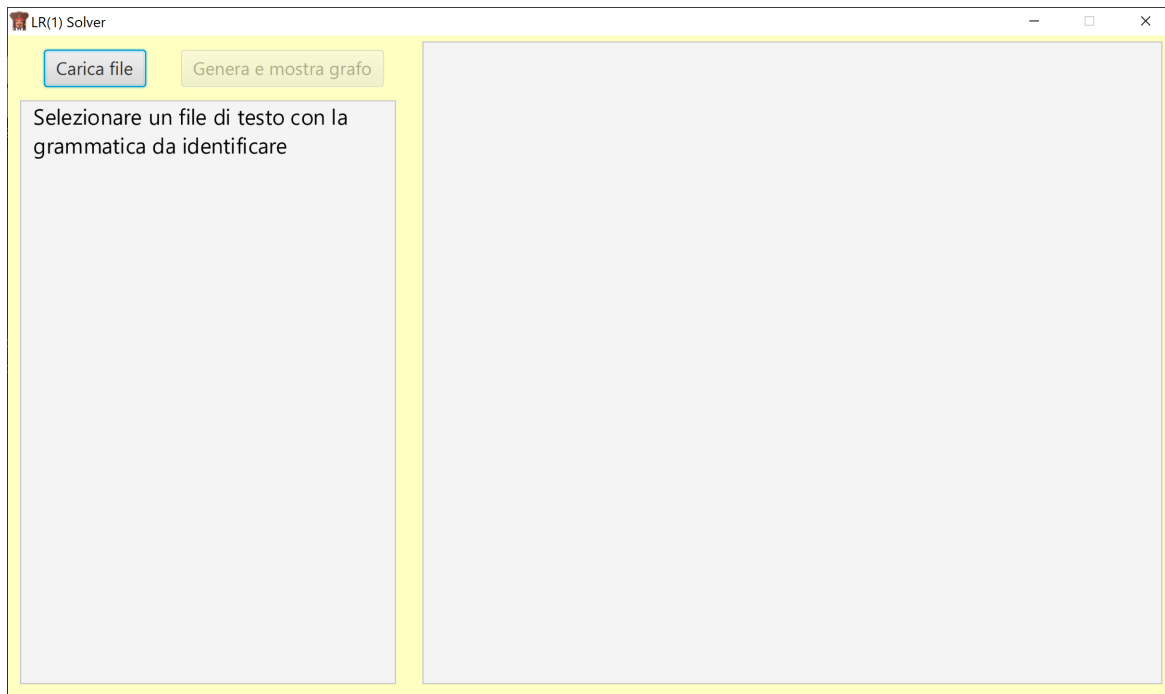 LR(1) Solver
Carica file
Genera e mostra grafo
Selezionare un file di testo con la
grammatica da identificare